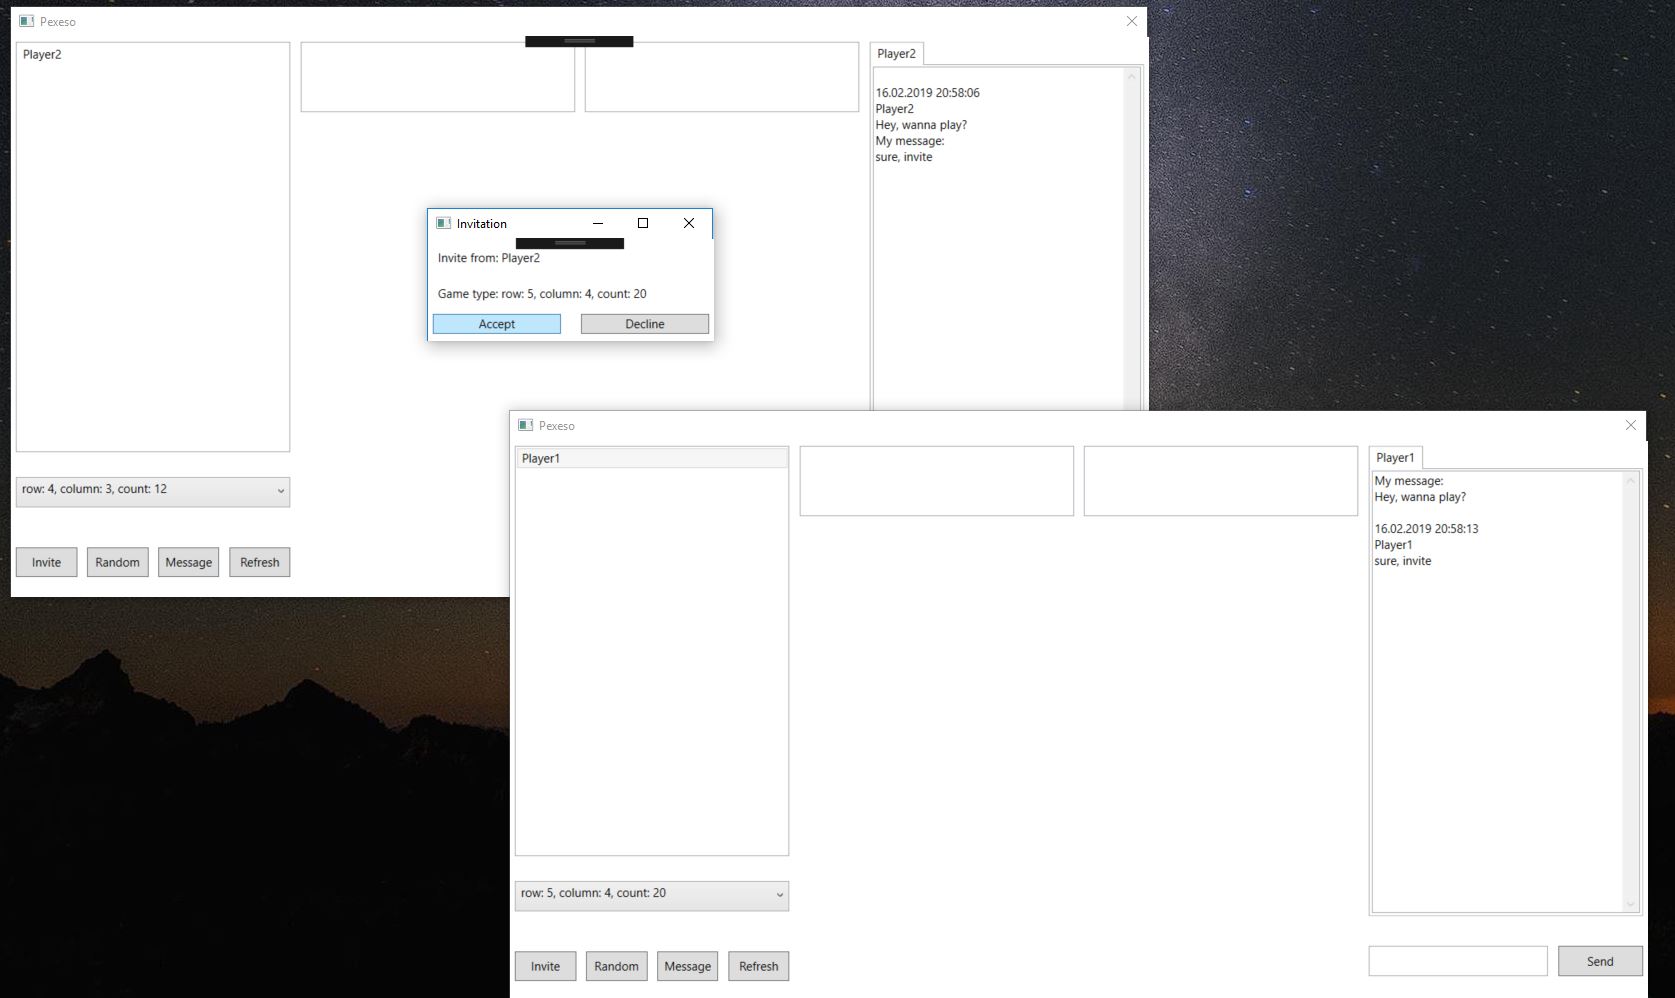 Pexeso
Player2
Player2
16.02.2019 20:58:06
Player2
Hey, wanna play?
My message:
sure, invite
Invitation
Invite from: Player2
Game type: row: 5, column: 4, count: 20
Accept Decline
row: 4, column: 3, count: 12
Invite Random Message Refresh
Pexeso
Player1
Player1
My message:
Hey, wanna play?
16.02.2019 20:58:13
Player1
sure, invite
row: 5, column: 4, count: 20
Invite Random Message Refresh
Send